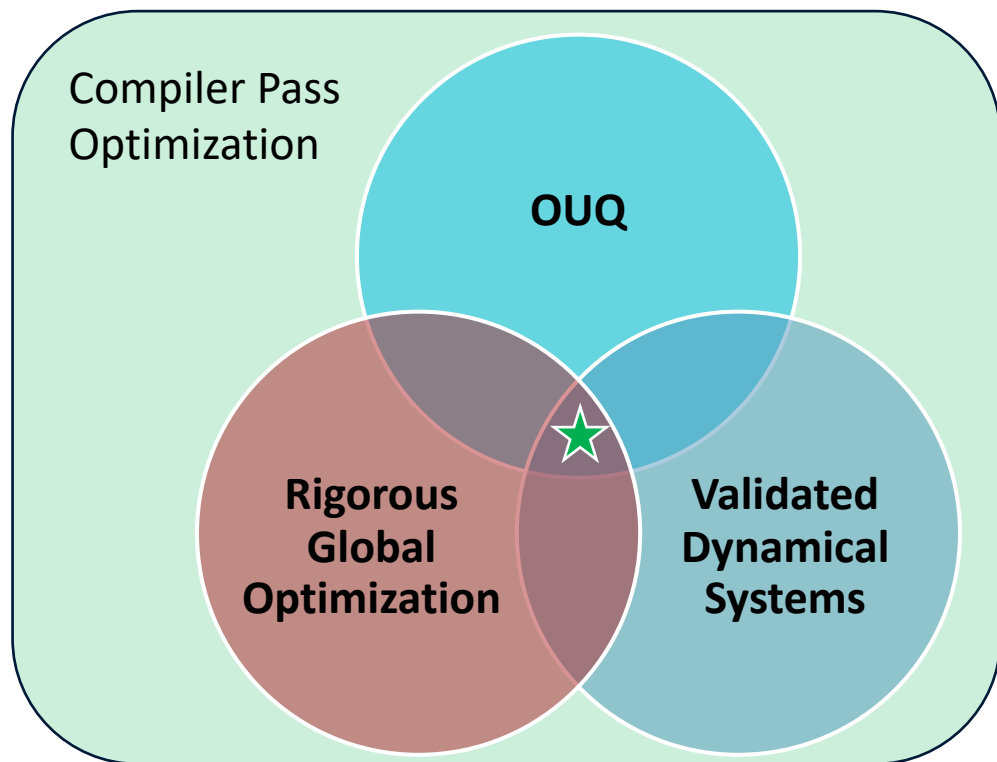 Compiler Pass
Optimization
OUQ
Rigorous
Global
Optimization
Validated
Dynamical
Systems